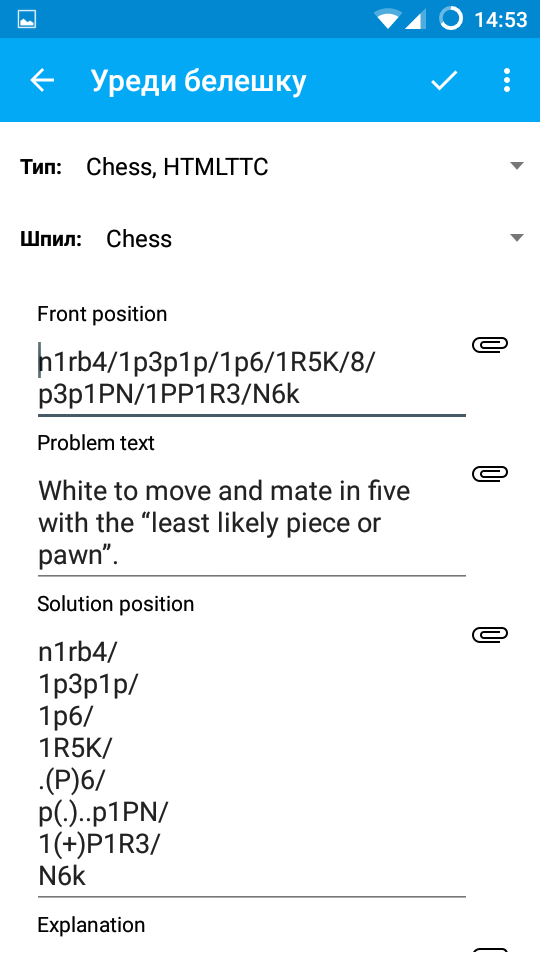 14:53
Уреди белешку
Тип: Chess, HTMLTTC
Шпил: Chess
Front position
n1rb4/1p3p1p/1p6/1R5K/8/
p3p1PN/1PP1R3/N6k
Problem text
White to move and mate in five
with the “least likely piece or
pawn”.
Solution position
n1rb4/
1p3p1p/
1p6/
1R5K/
.(P)6/
p(.)..p1PN/
1(+)P1R3/
N6k
Explanation